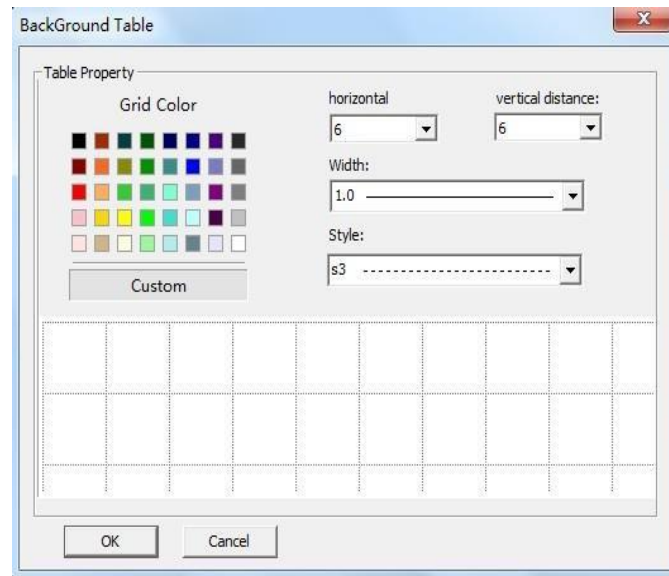 BackGround Table
Table Property
Grid Color
horizontal
vertical distance:
6
6
Width:
1.0
Style:
s3
Custom
OK
Cancel